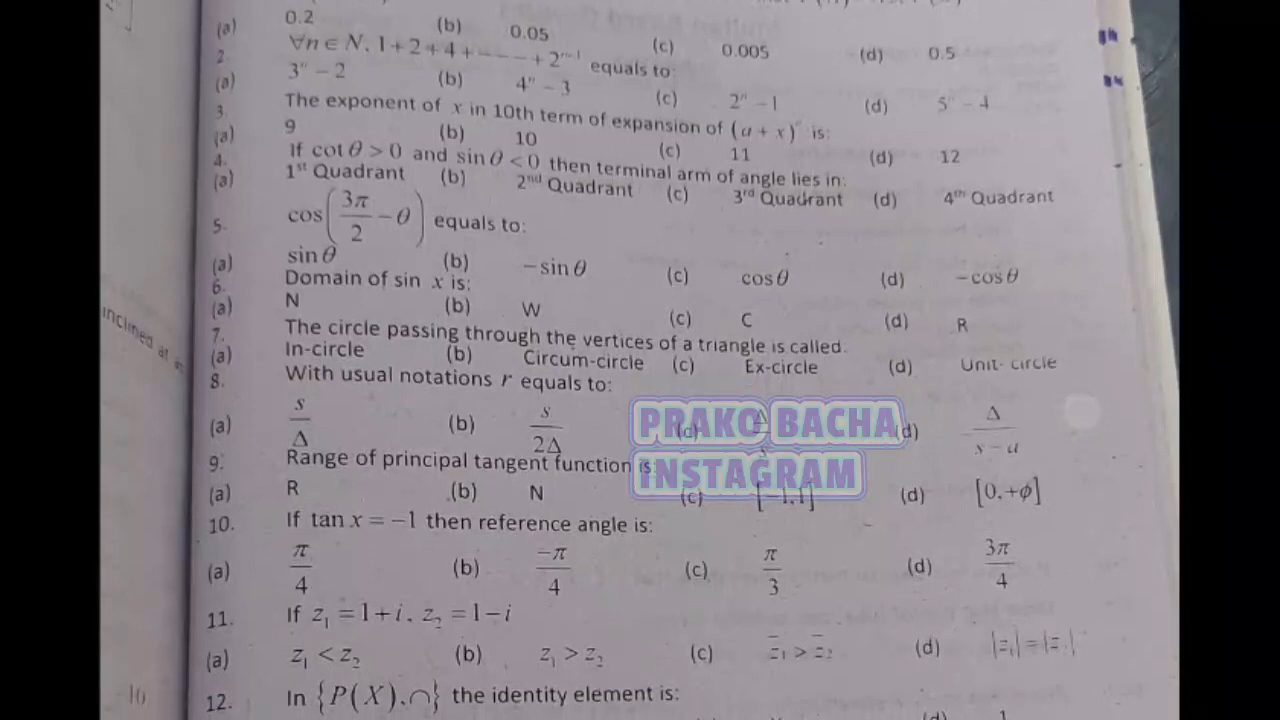 (a) 0.2 (b) 0.05 (c) 0.005 (d) 0.5
2. ∀n ∈ N, 1+2+4+-----+2ⁿ⁻¹ equals to:
(a) 3ⁿ − 2 (b) 4ⁿ − 3 (c) 2ⁿ − 1 (d) 5ⁿ − 4
3. The exponent of x in 10th term of expansion of (a + x)ⁿ is:
(a) 9 (b) 10 (c) 11 (d) 12
4. If cot θ > 0 and sin θ < 0 then terminal arm of angle lies in:
(a) 1st Quadrant (b) 2nd Quadrant (c) 3rd Quadrant (d) 4th Quadrant
5. cos(3π/2 − θ) equals to:
(a) sin θ (b) −sin θ (c) cos θ (d) −cos θ
6. Domain of sin x is:
(a) N (b) W (c) C (d) R
7. The circle passing through the vertices of a triangle is called.
(a) In-circle (b) Circum-circle (c) Ex-circle (d) Unit- circle
8. With usual notations r equals to:
(a) s/Δ (b) s/2Δ (c) Δ/s (d) Δ/s−a
PRAKO BACHA
INSTAGRAM
9. Range of principal tangent function is:
(a) R (b) N (c) [−1,1] (d) [0,+φ]
10. If tan x = −1 then reference angle is:
(a) π/4 (b) −π/4 (c) π/3 (d) 3π/4
11. If z₁ = 1+i, z₂ = 1−i
(a) z₁ < z₂ (b) z₁ > z₂ (c) z̄₁ > z̄₂ (d) |z₁|=|z
12. In {P(X),∩} the identity element is:
(d) 1
inclined at
16